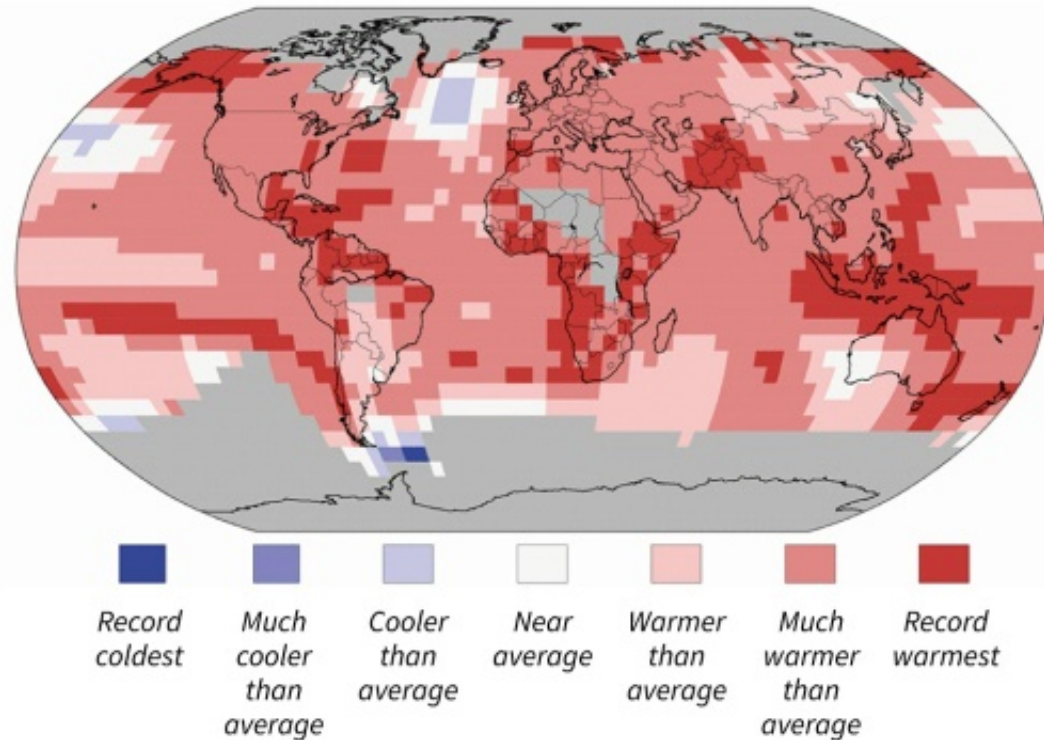 Record coldest
Much cooler than average
Cooler than average
Near average
Warmer than average
Much warmer than average
Record warmest